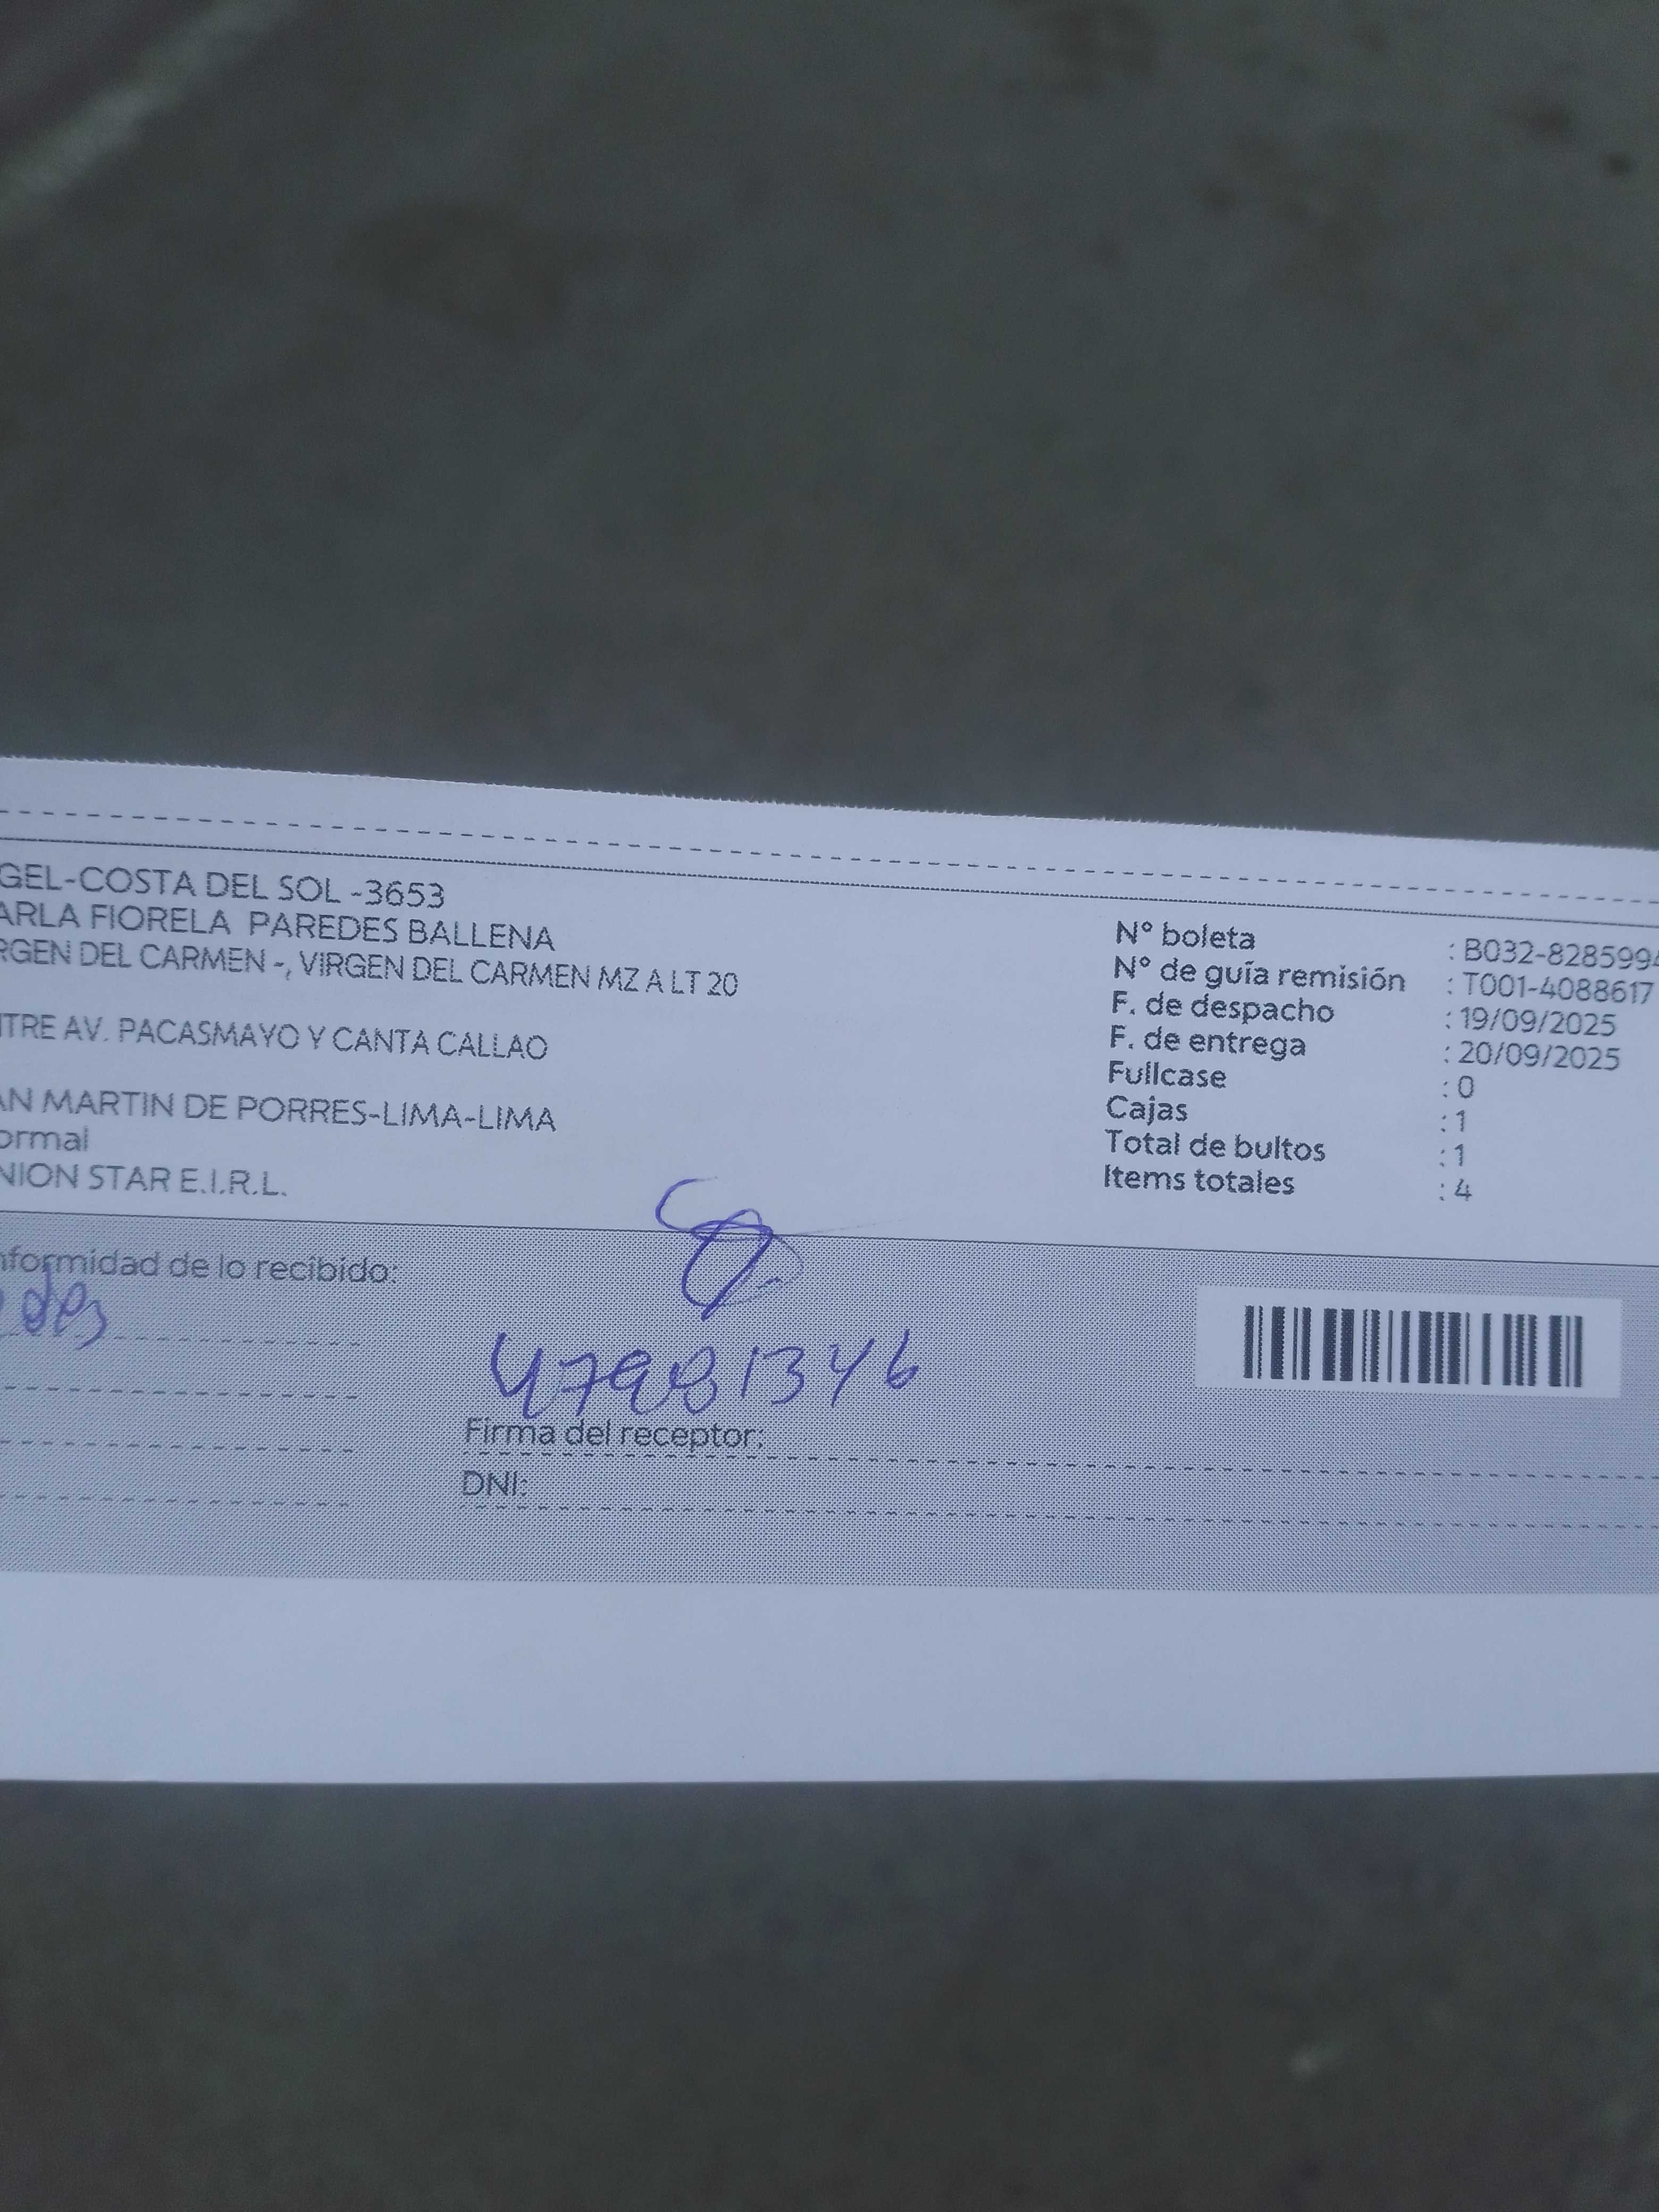 GEL-COSTA DEL SOL -3653
ARLA FIORELA PAREDES BALLENA
RGEN DEL CARMEN -, VIRGEN DEL CARMEN MZ A LT 20
TRE AV. PACASMAYO Y CANTA CALLAO
AN MARTIN DE PORRES-LIMA-LIMA
ormal
NION STAR E.I.R.L.
N° boleta : B032-828599
N° de guía remisión : T001-4088617
F. de despacho : 19/09/2025
F. de entrega : 20/09/2025
Fullcase : 0
Cajas : 1
Total de bultos : 1
Items totales : 4
nformidad de lo recibido:
des
47981346
Firma del receptor:
DNI: